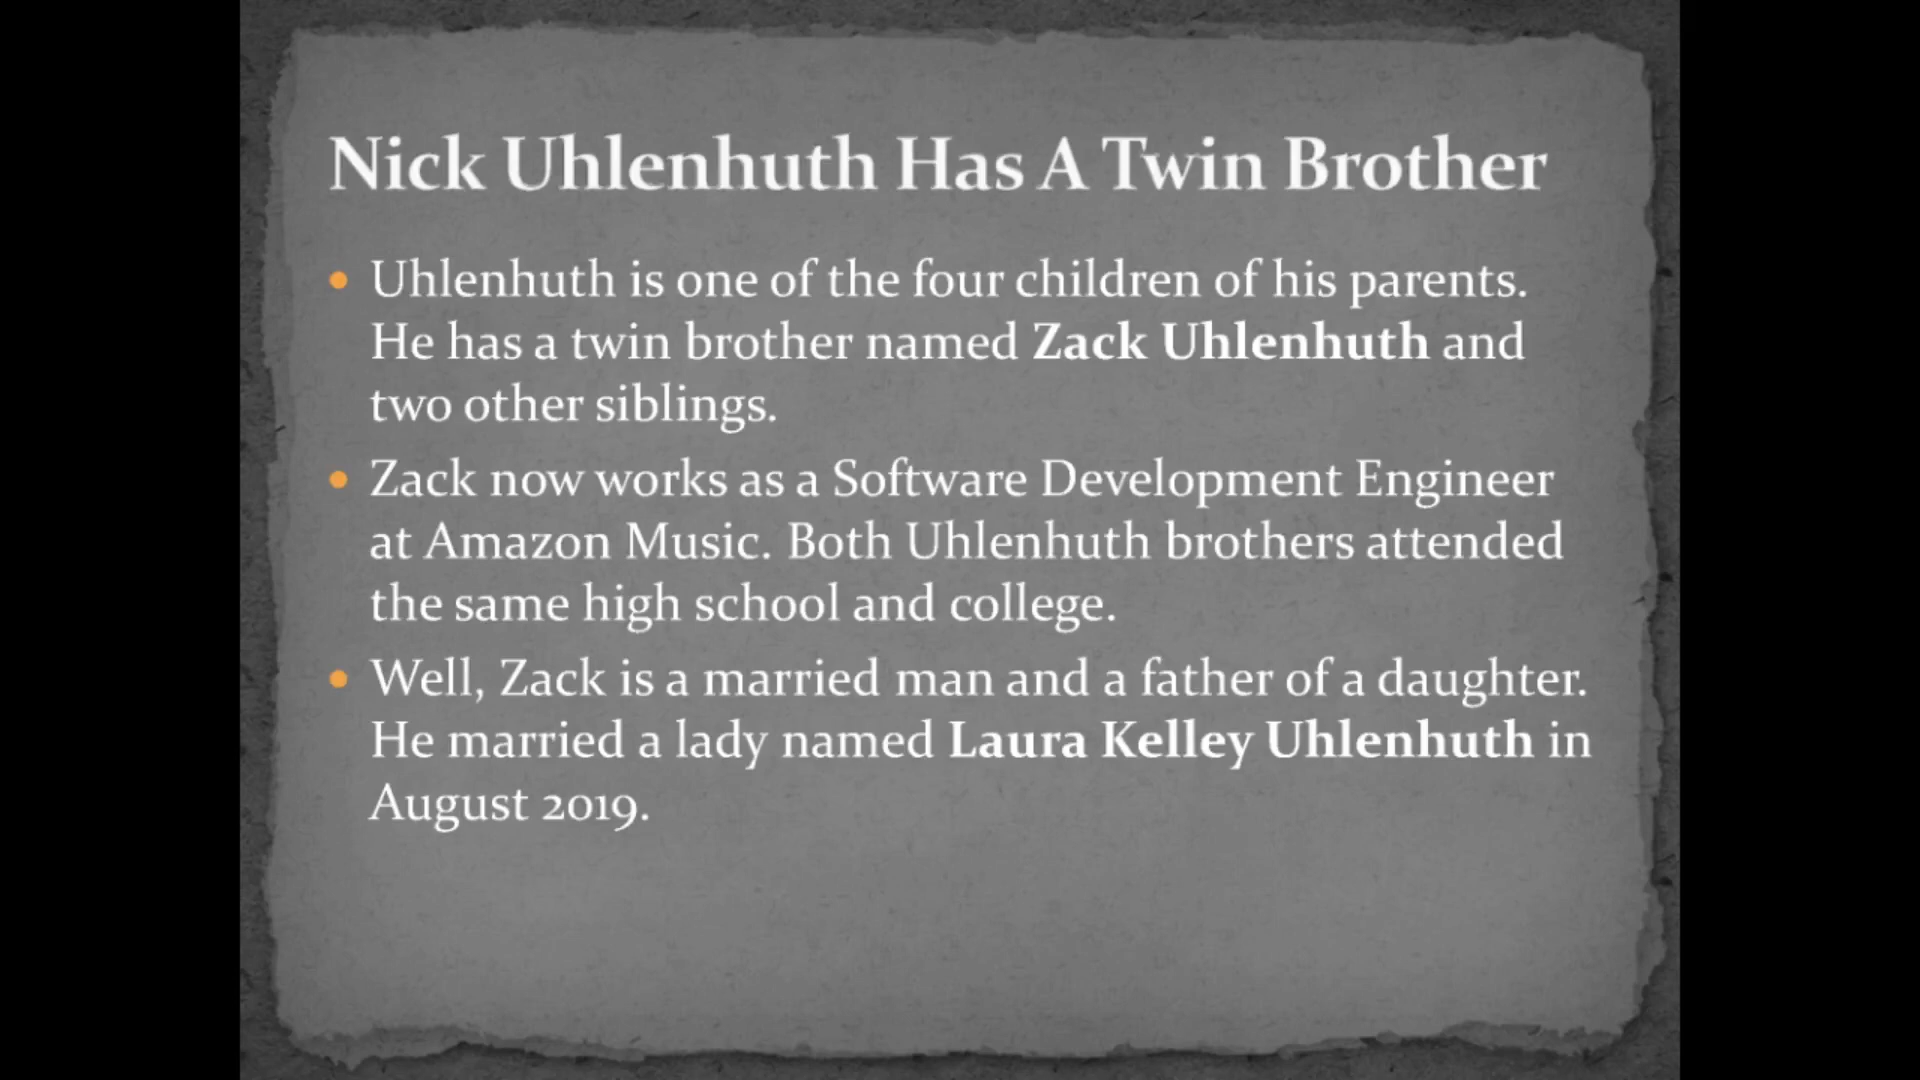 Nick Uhlenhuth Has A Twin Brother
• Uhlenhuth is one of the four children of his parents.
He has a twin brother named Zack Uhlenhuth and
two other siblings.
• Zack now works as a Software Development Engineer
at Amazon Music. Both Uhlenhuth brothers attended
the same high school and college.
• Well, Zack is a married man and a father of a daughter.
He married a lady named Laura Kelley Uhlenhuth in
August 2019.